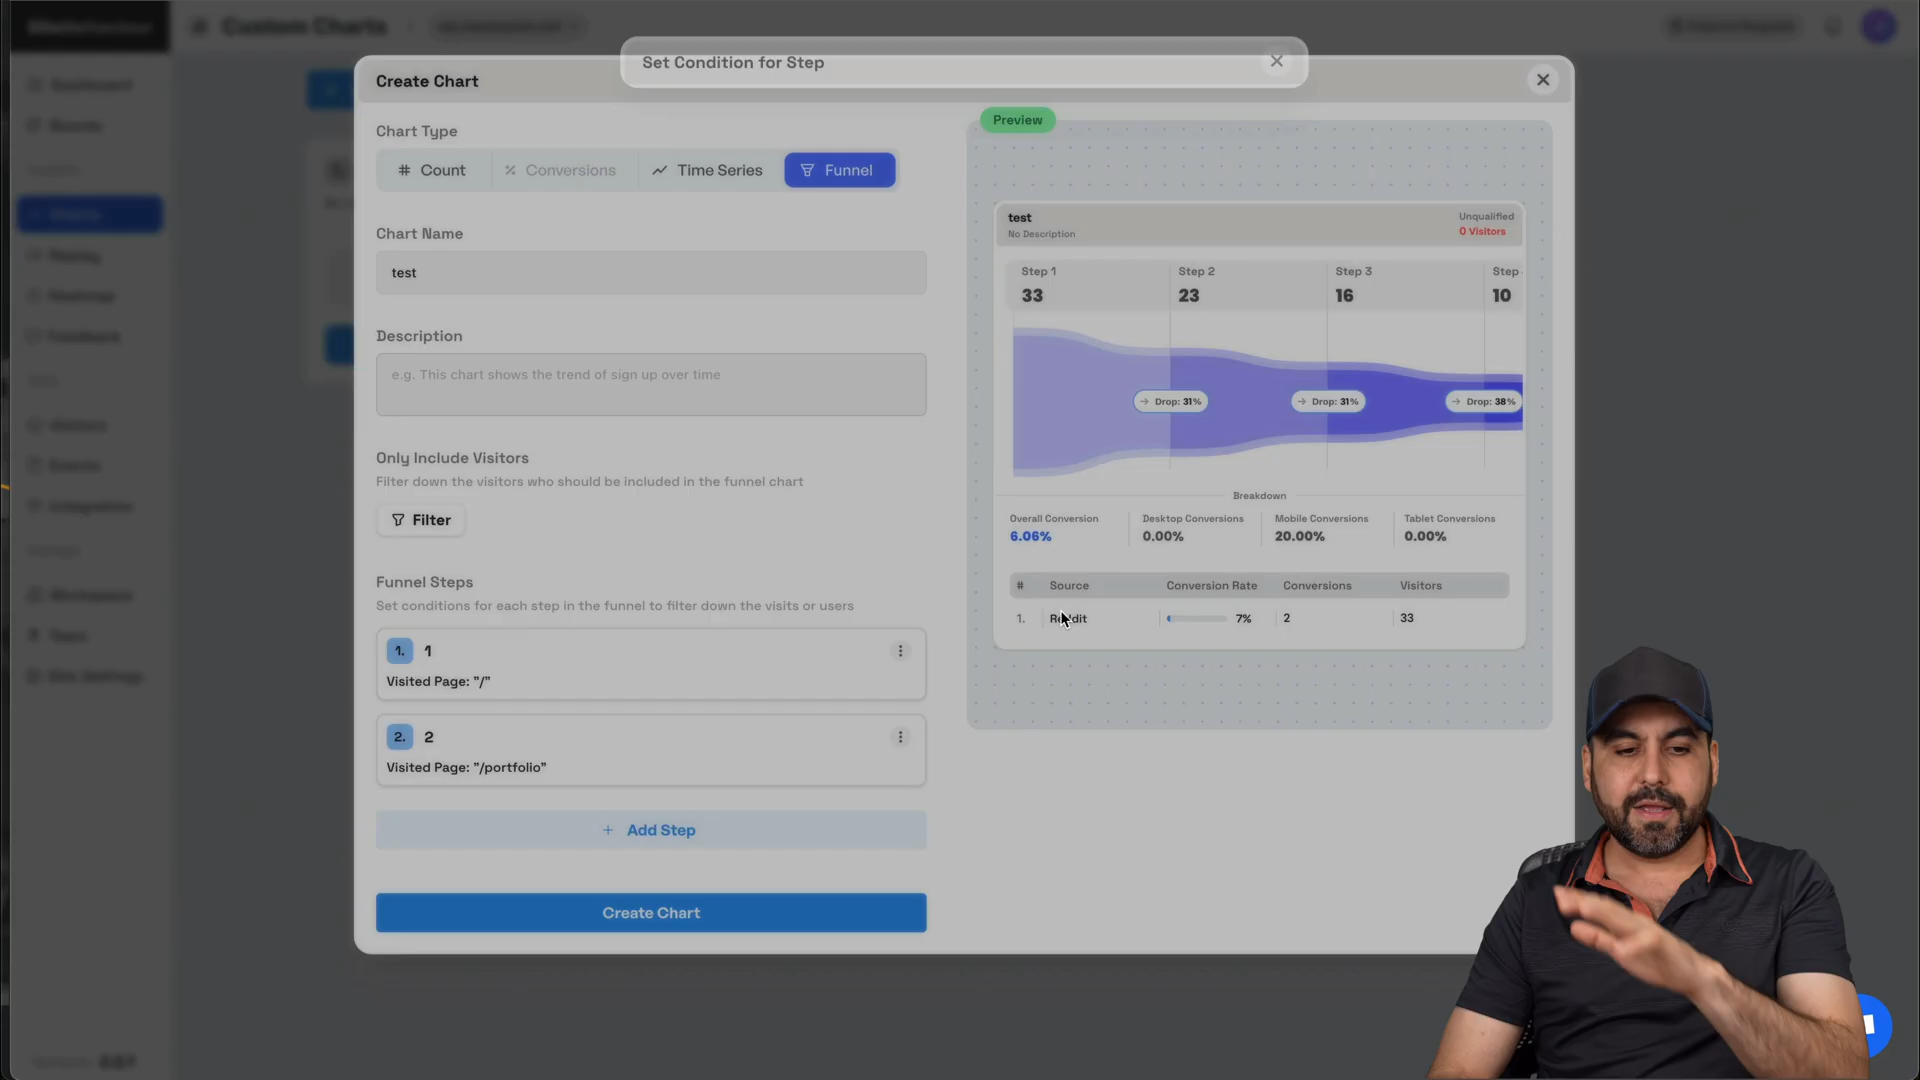 Custom Charts
Set Condition for Step
Create Chart
Chart Type
Count
Conversions
Time Series
Funnel
Chart Name
test
Description
e.g. This chart shows the trend of sign up over time
Only Include Visitors
Filter down the visitors who should be included in the funnel chart
Filter
Funnel Steps
Set conditions for each step in the funnel to filter down the visits or users
1. 1
Visited Page: "/"
2. 2
Visited Page: "/portfolio"
+ Add Step
Create Chart
Preview
test
Unqualified
No Description
0 Visitors
Step 1 Step 2 Step 3 Step
33 23 16 10
Drop: 31% Drop: 31% Drop: 38%
Breakdown
Overall Conversion Desktop Conversions Mobile Conversions Tablet Conversions
6.06% 0.00% 20.00% 0.00%
# Source Conversion Rate Conversions Visitors
1. Reddit 7% 2 33